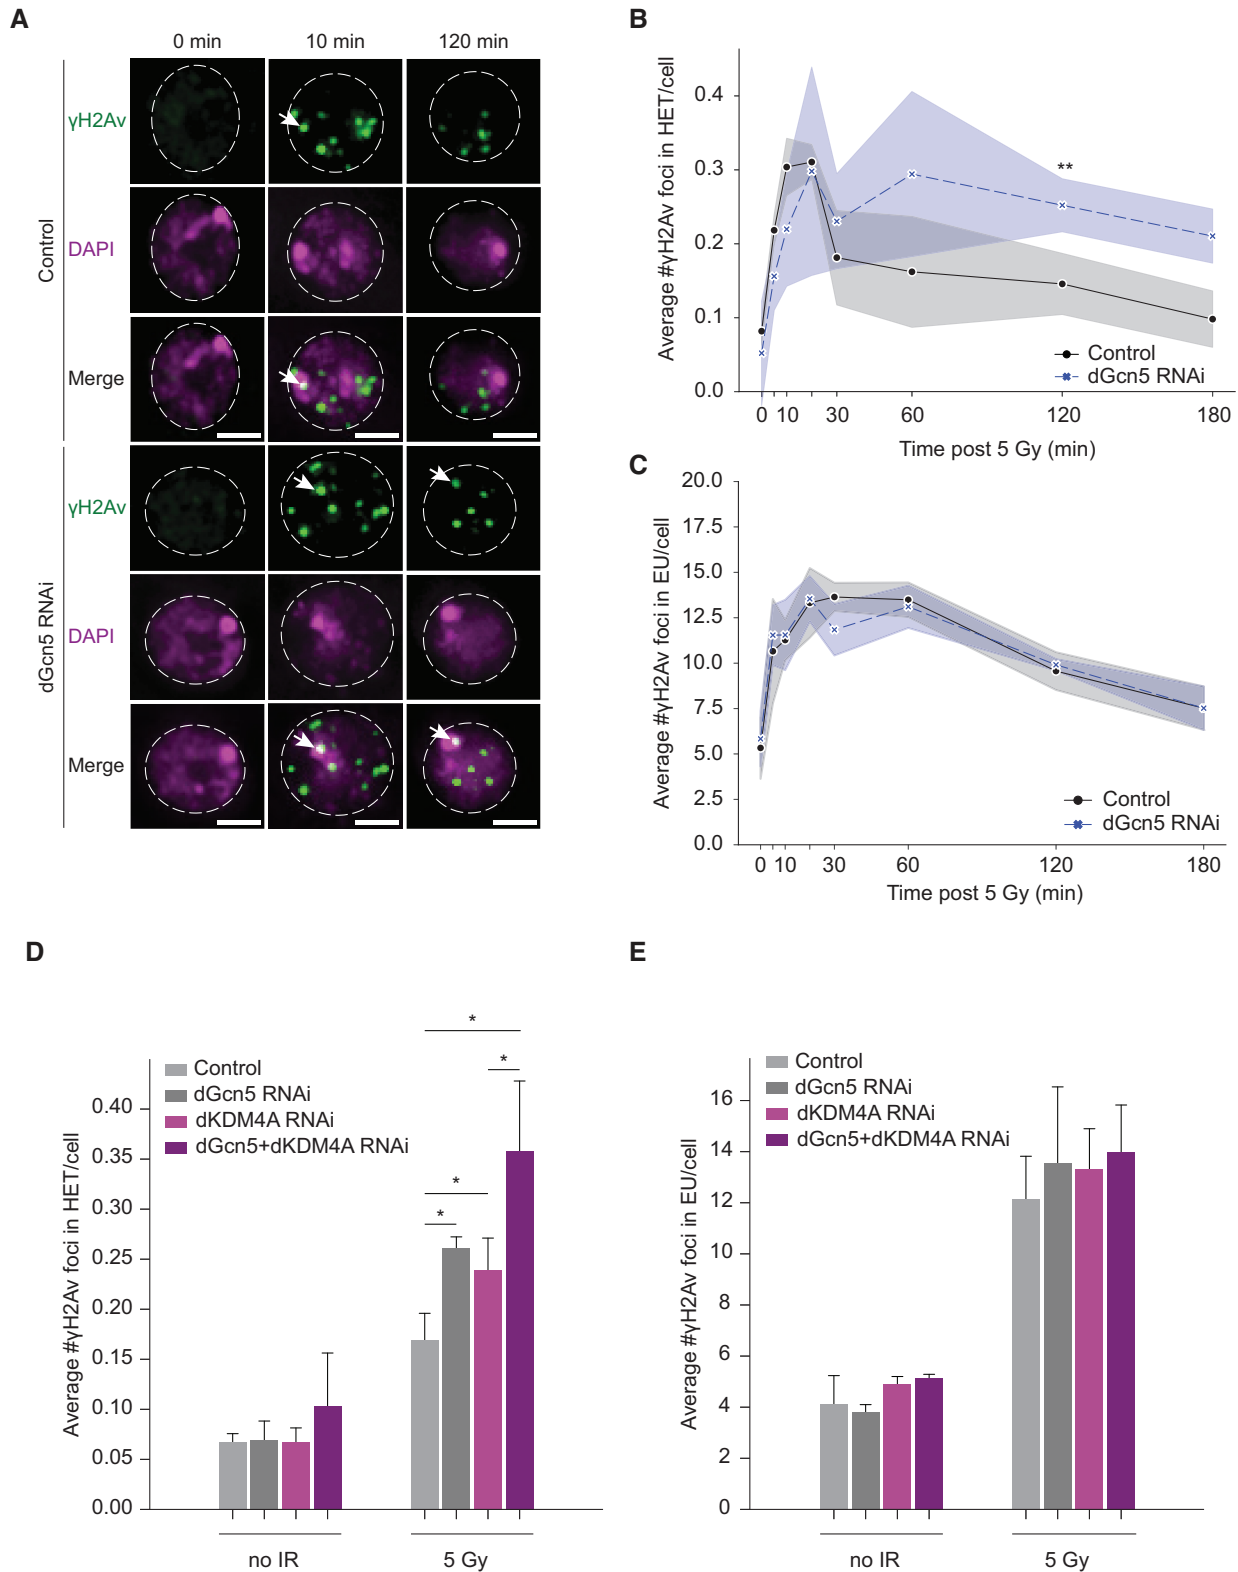 A
0 min
10 min
120 min
Control
γH2Av
DAPI
Merge
dGcn5 RNAi
γH2Av
DAPI
Merge
B
Average #γH2Av foci in HET/cell
0.4
0.3
0.2
0.1
0.0
**
Control
dGcn5 RNAi
0 10 30 60 120 180
Time post 5 Gy (min)
C
Average #γH2Av foci in EU/cell
20.0
17.5
15.0
12.5
10.0
7.5
5.0
2.5
0.0
Control
dGcn5 RNAi
0 10 30 60 120 180
Time post 5 Gy (min)
D
Average #γH2Av foci in HET/cell
Control
dGcn5 RNAi
dKDM4A RNAi
dGcn5+dKDM4A RNAi
0.40
0.35
0.30
0.25
0.20
0.15
0.10
0.05
0.00
*
*
*
*
no IR
5 Gy
E
Average #γH2Av foci in EU/cell
Control
dGcn5 RNAi
dKDM4A RNAi
dGcn5+dKDM4A RNAi
16
14
12
10
8
6
4
2
0
no IR
5 Gy